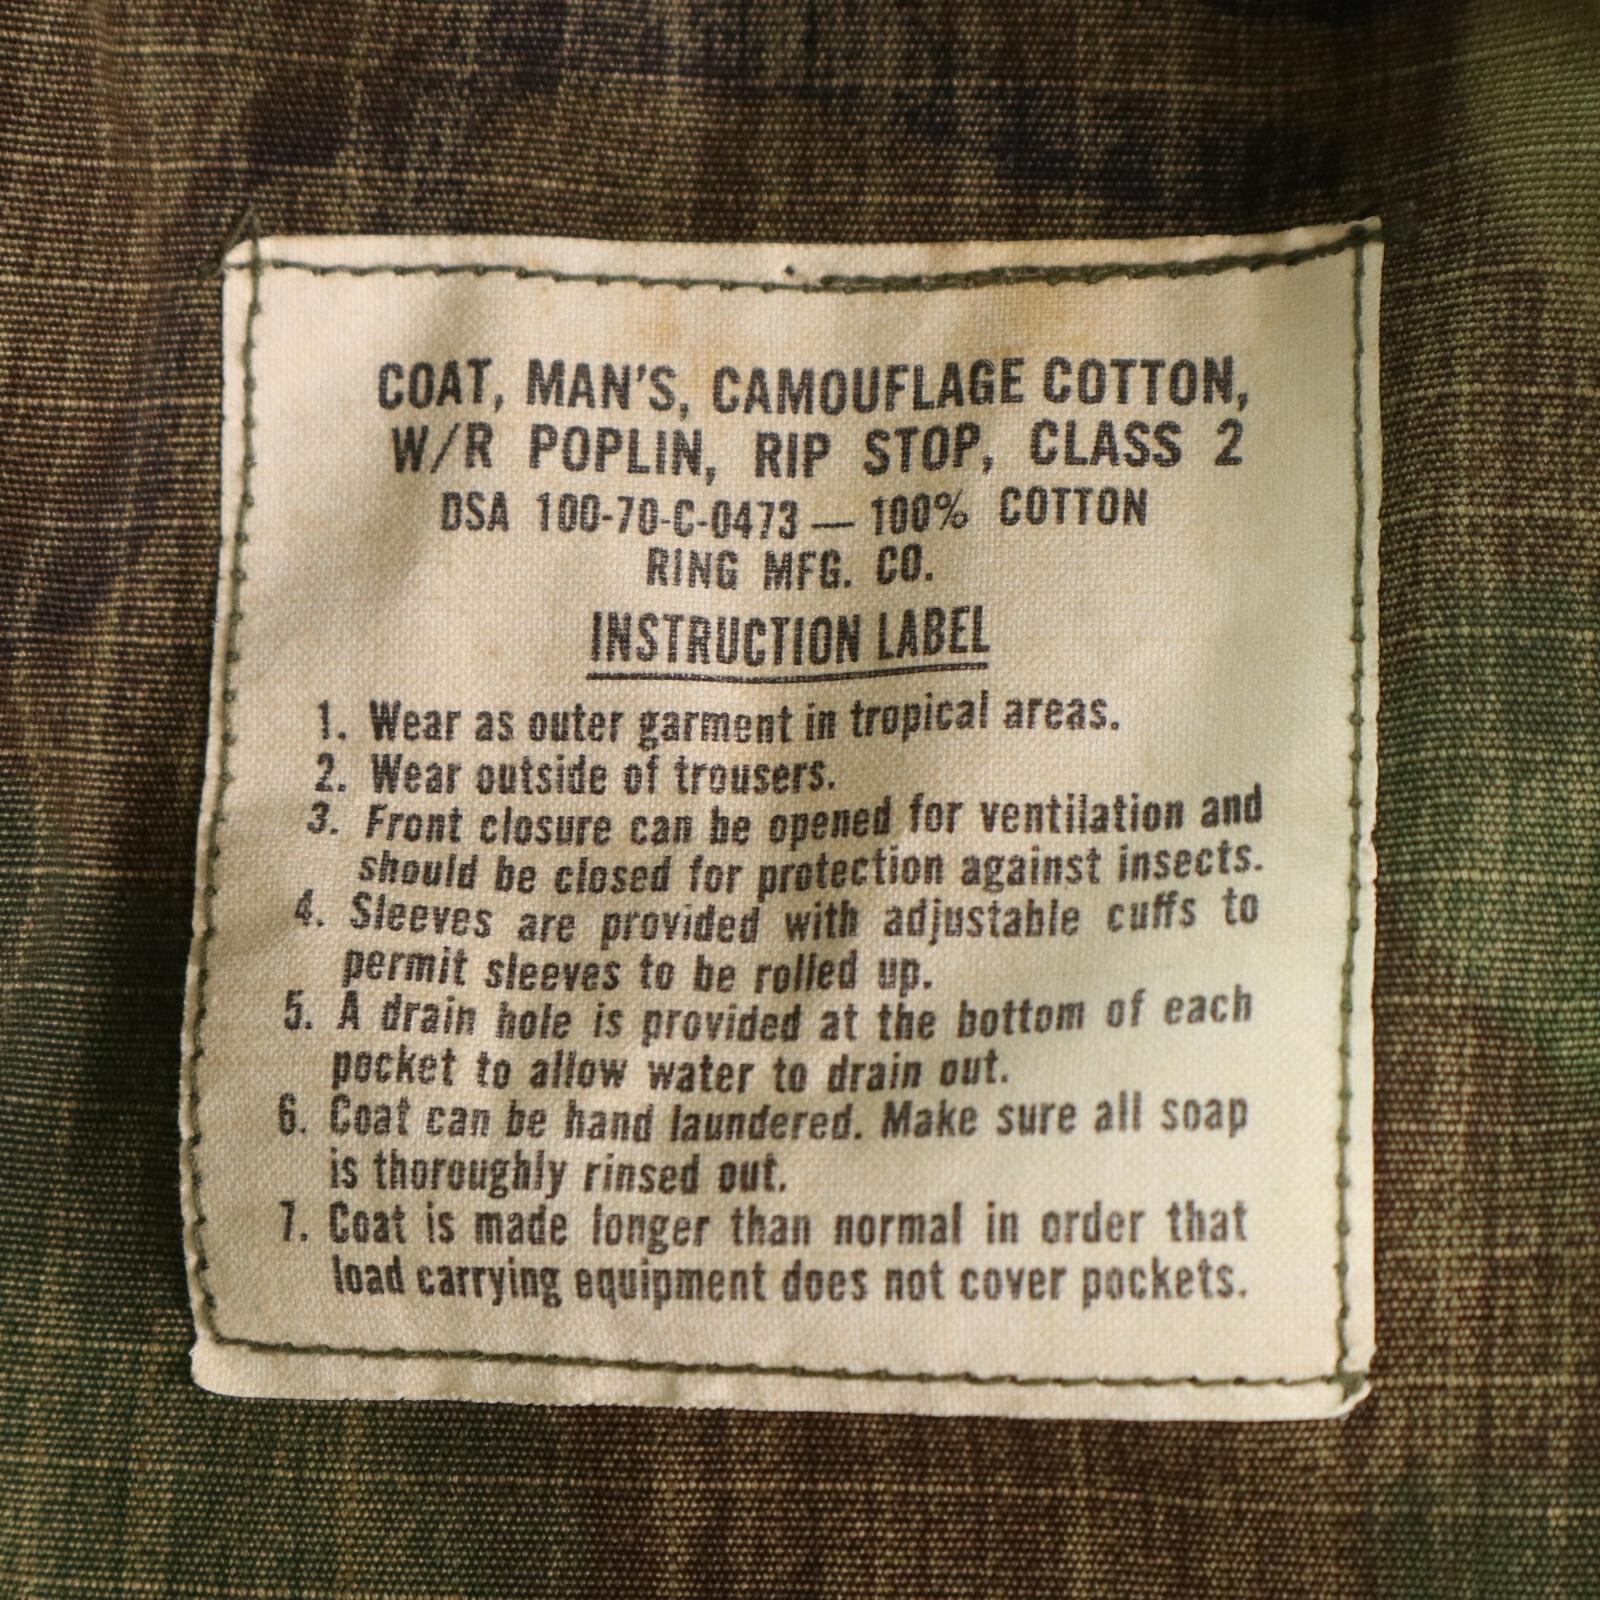 COAT, MAN'S, CAMOUFLAGE COTTON,
W/R POPLIN, RIP STOP, CLASS 2
DSA 100-70-C-0473 — 100% COTTON
RING MFG. CO.
INSTRUCTION LABEL
1. Wear as outer garment in tropical areas.
2. Wear outside of trousers.
3. Front closure can be opened for ventilation and
should be closed for protection against insects.
4. Sleeves are provided with adjustable cuffs to
permit sleeves to be rolled up.
5. A drain hole is provided at the bottom of each
pocket to allow water to drain out.
6. Coat can be hand laundered. Make sure all soap
is thoroughly rinsed out.
7. Coat is made longer than normal in order that
load carrying equipment does not cover pockets.